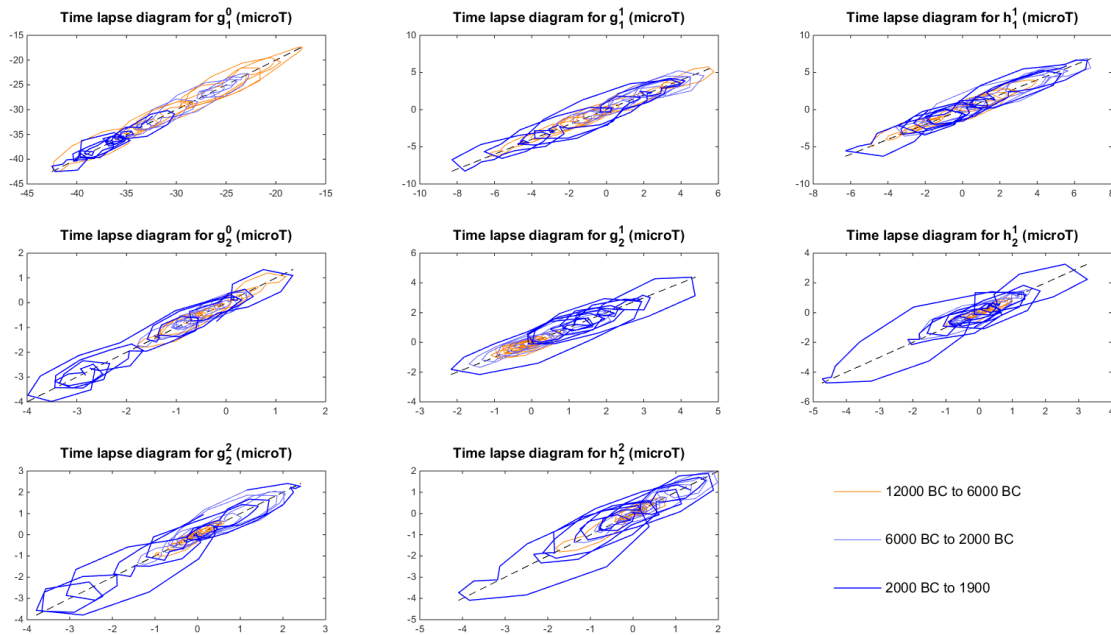 Time lapse diagram for g₁⁰ (microT)
-15
-20
-25
-30
-35
-40
-45
-45 -40 -35 -30 -25 -20 -15
Time lapse diagram for g₁¹ (microT)
10
5
0
-5
-10
-10 -8 -6 -4 -2 0 2 4 6
Time lapse diagram for h₁¹ (microT)
10
5
0
-5
-10
-8 -6 -4 -2 0 2 4 6 8
Time lapse diagram for g₂⁰ (microT)
2
1
0
-1
-2
-3
-4
-4 -3 -2 -1 0 1 2
Time lapse diagram for g₂¹ (microT)
6
4
2
0
-2
-4
-3 -2 -1 0 1 2 3 4 5
Time lapse diagram for h₂¹ (microT)
4
2
0
-2
-4
-6
-5 -4 -3 -2 -1 0 1 2 3 4
Time lapse diagram for g₂² (microT)
3
2
1
0
-1
-2
-3
-4
-4 -3 -2 -1 0 1 2 3
Time lapse diagram for h₂² (microT)
2
1
0
-1
-2
-3
-4
-5
-5 -4 -3 -2 -1 0 1 2
12000 BC to 6000 BC
6000 BC to 2000 BC
2000 BC to 1900